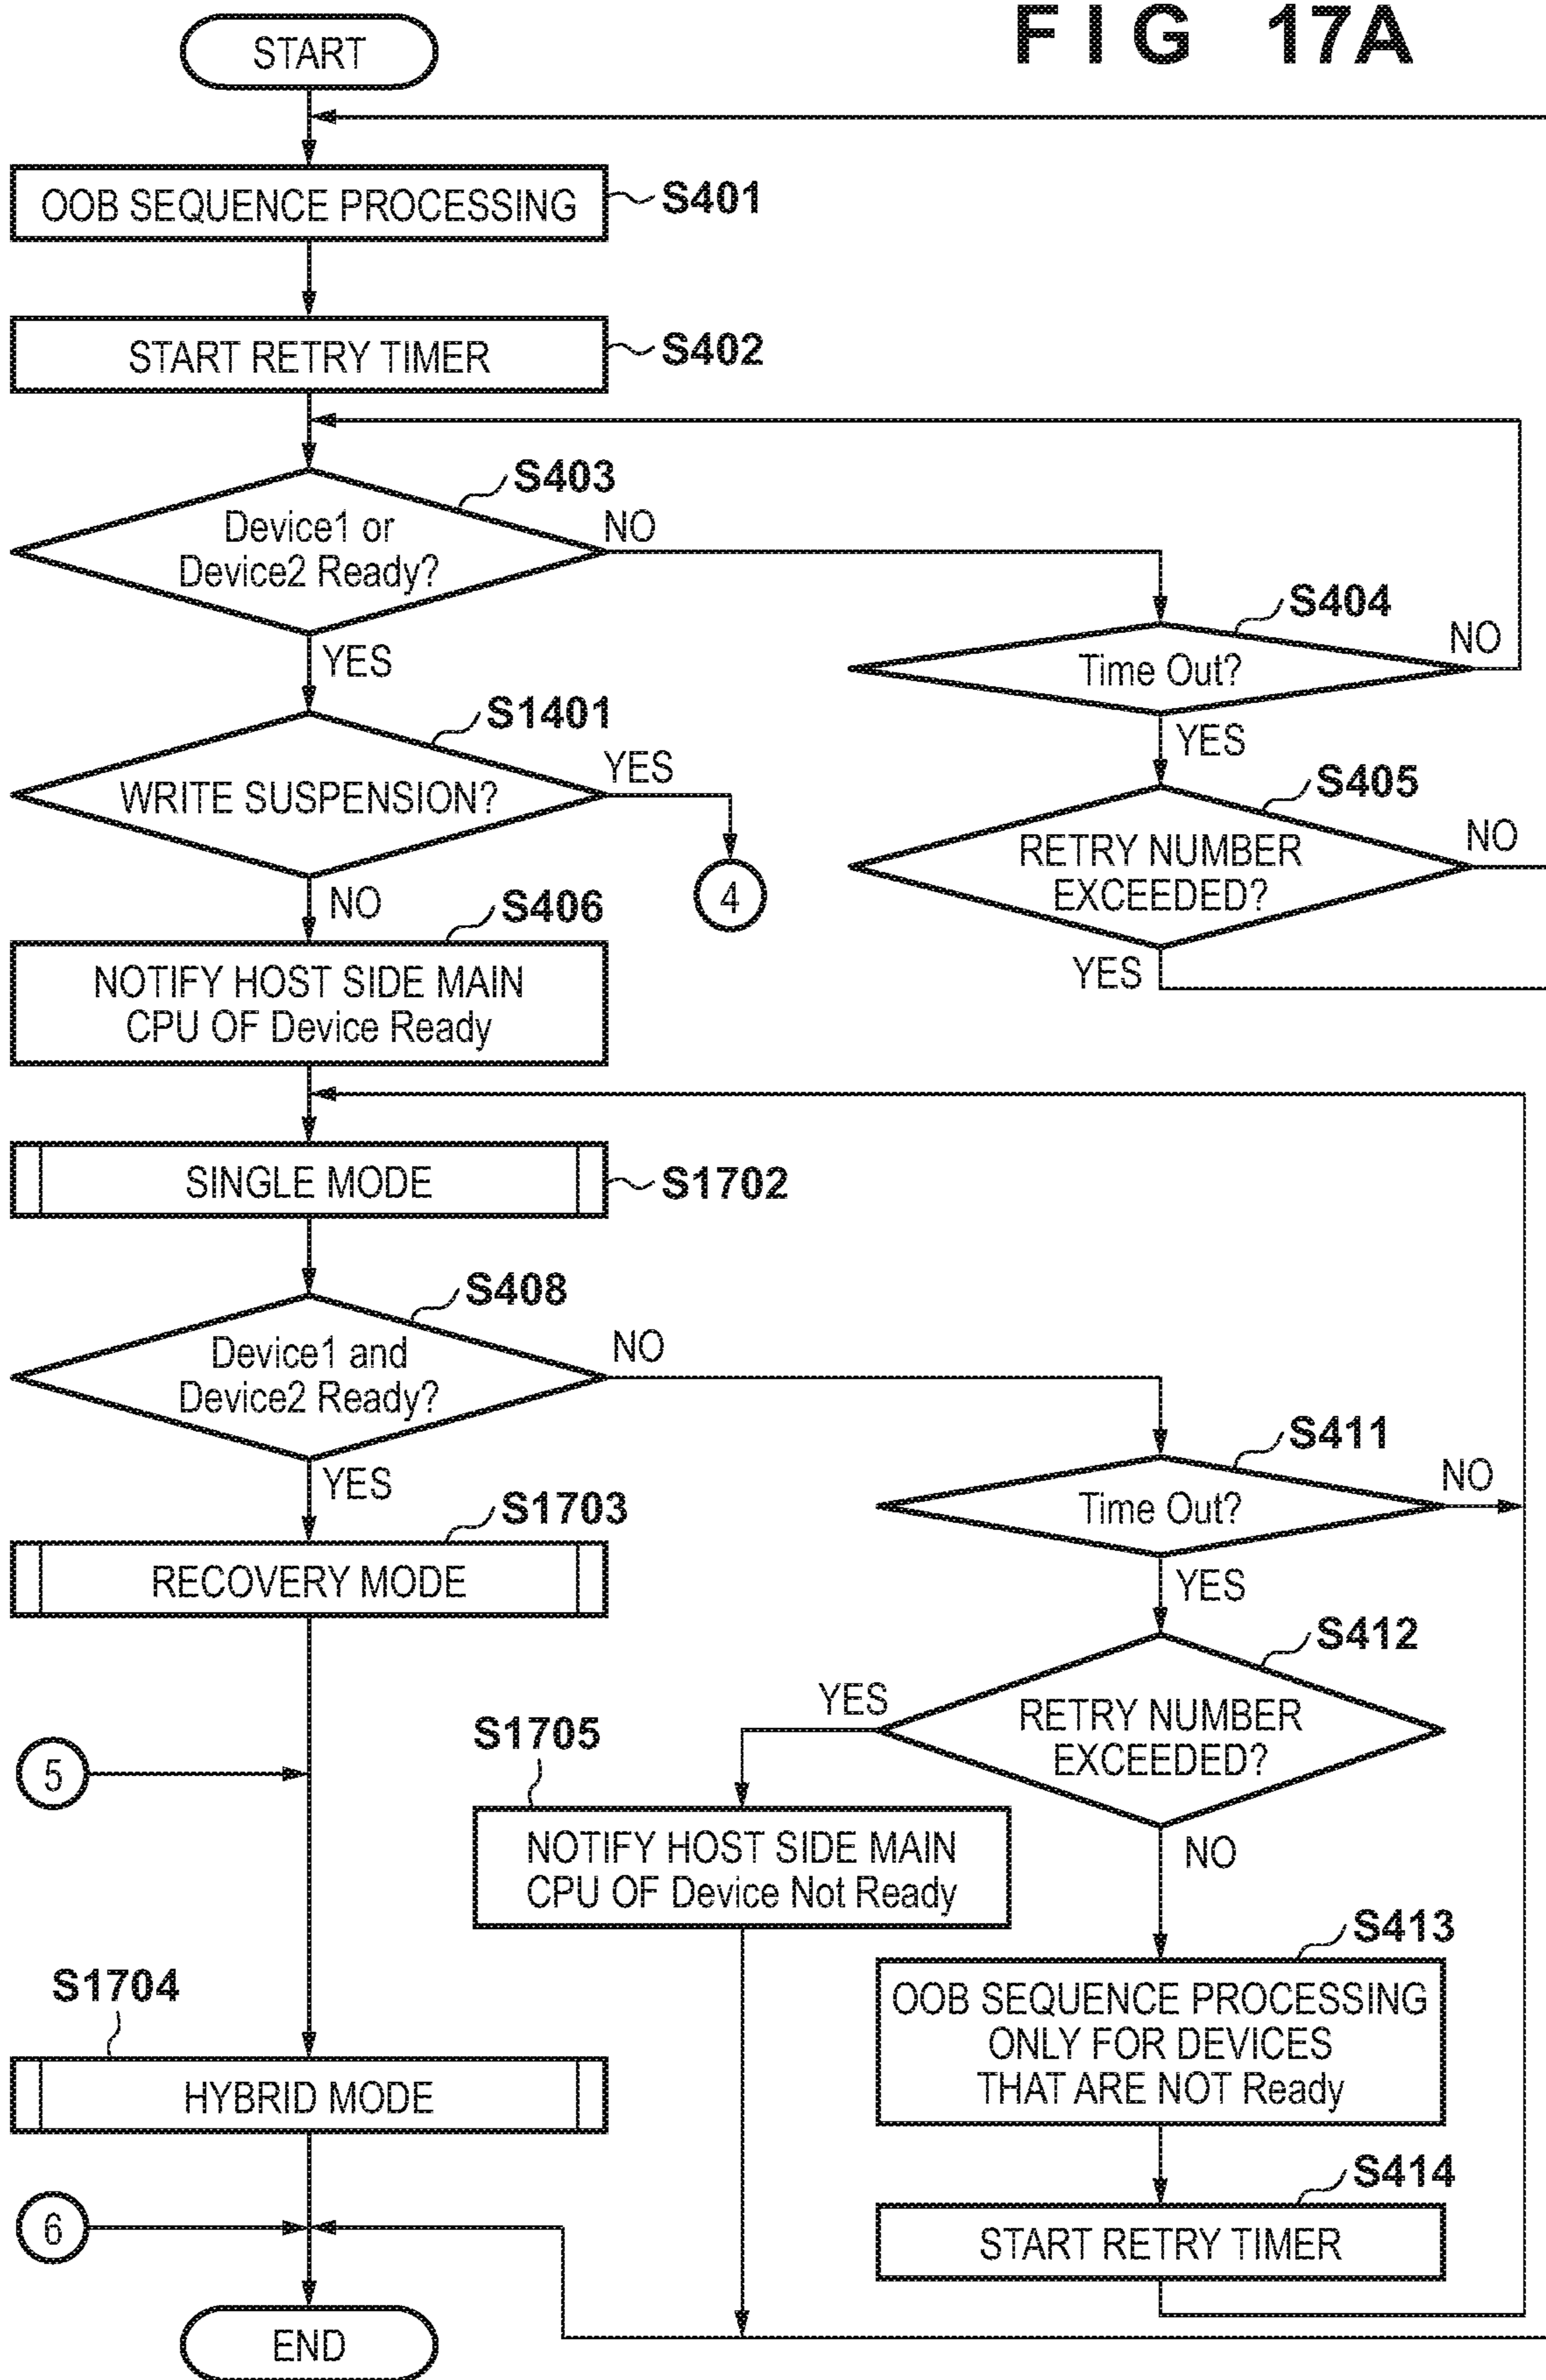 FIG 17A
START
OOB SEQUENCE PROCESSING
S401
START RETRY TIMER
S402
S403
Device1 or
Device2 Ready?
NO
YES
S404
Time Out?
NO
YES
S1401
WRITE SUSPENSION?
YES
4
NO
S405
RETRY NUMBER
EXCEEDED?
NO
YES
S406
NOTIFY HOST SIDE MAIN
CPU OF Device Ready
SINGLE MODE
S1702
S408
Device1 and
Device2 Ready?
NO
YES
S411
Time Out?
NO
YES
S1703
RECOVERY MODE
S412
RETRY NUMBER
EXCEEDED?
YES
NO
5
S1705
NOTIFY HOST SIDE MAIN
CPU OF Device Not Ready
S413
OOB SEQUENCE PROCESSING
ONLY FOR DEVICES
THAT ARE NOT Ready
S1704
HYBRID MODE
S414
START RETRY TIMER
6
END